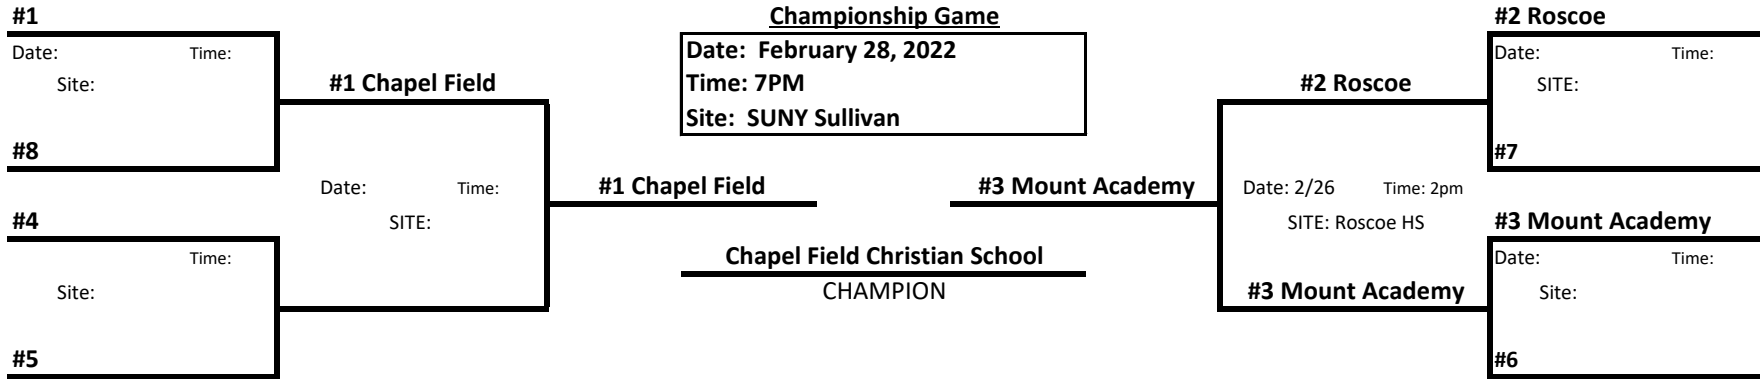 #1
Championship Game
#2 Roscoe
Date: Time:
Date: February 28, 2022
Date: Time:
Site:
#1 Chapel Field
Time: 7PM
#2 Roscoe
SITE:
Site: SUNY Sullivan
#8
#7
Date: Time:
#1 Chapel Field
#3 Mount Academy
Date: 2/26 Time: 2pm
#4
SITE:
SITE: Roscoe HS
#3 Mount Academy
Time:
Chapel Field Christian School
Date: Time:
Site:
CHAMPION
#3 Mount Academy
Site:
#5
#6